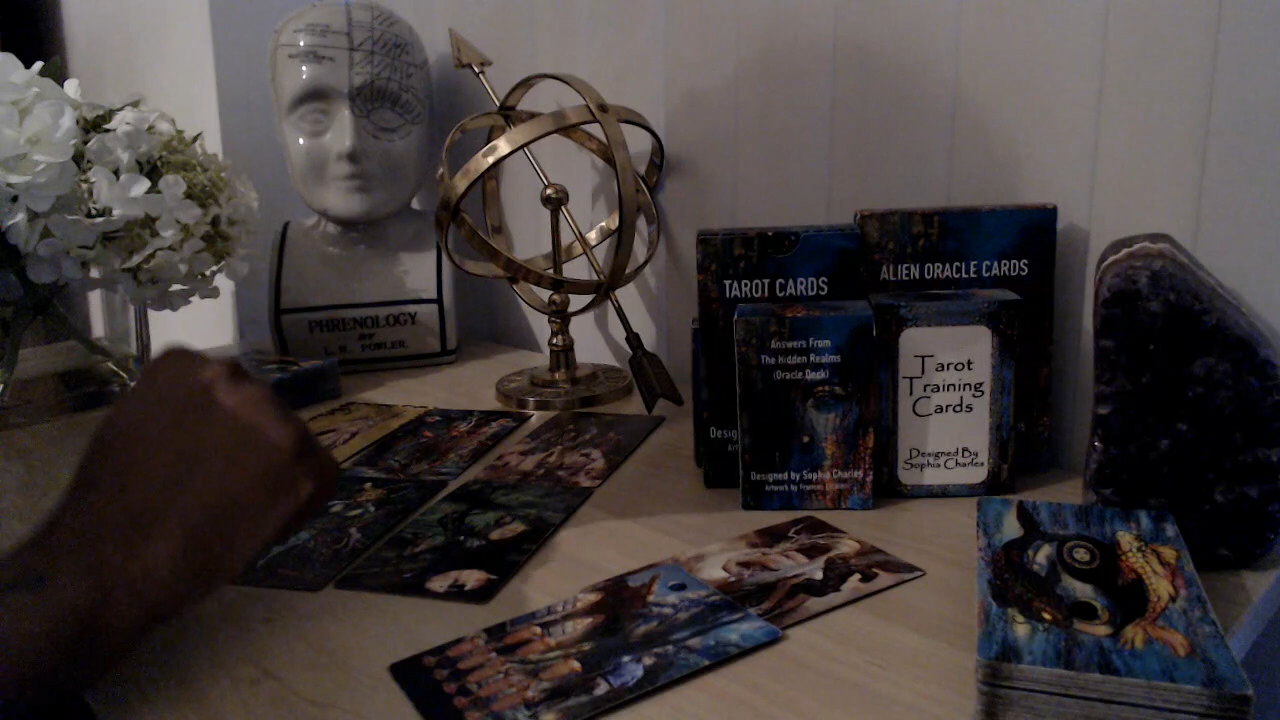 PHRENOLOGY
BY
L. N. FOWLER.
TAROT CARDS
ALIEN ORACLE CARDS
Answers From
The Hidden Realms
(Oracle Deck)
Designed by Sophia Charles
Tarot
Training
Cards
Designed By
Sophia Charles